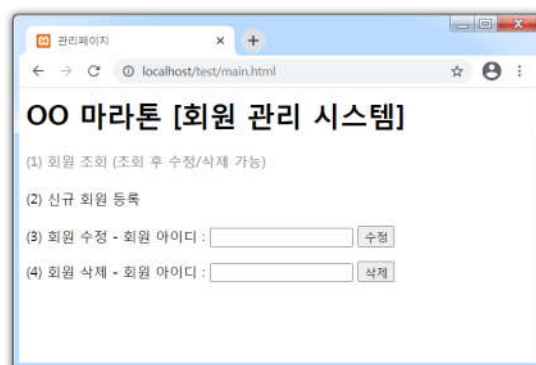 관리페이지
localhost/test/main.html
OO 마라톤 [회원 관리 시스템]
(1) 회원 조회 (조회 후 수정/삭제 가능)
(2) 신규 회원 등록
(3) 회원 수정 - 회원 아이디 : 수정
(4) 회원 삭제 - 회원 아이디 : 삭제